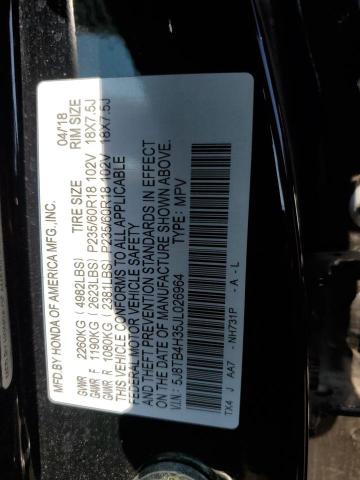 MFD. BY HONDA OF AMERICA MFG., INC. 04/18
GVWR 2260KG (4982LBS) TIRE SIZE RIM SIZE
GAWR F 1190KG (2623LBS) P235/60R18 102V 18X7.5J
GAWR R 1080KG (2381LBS) P235/60R18 102V 18X7.5J
THIS VEHICLE CONFORMS TO ALL APPLICABLE
FEDERAL MOTOR VEHICLE SAFETY, BUMPER, AND
THEFT PREVENTION STANDARDS IN EFFECT
ON THE DATE OF MANUFACTURE SHOWN ABOVE.
V.I.N.: 5J8TB4H35JL026964 TYPE: MPV
TX4 J AA7 NH731P - A - L